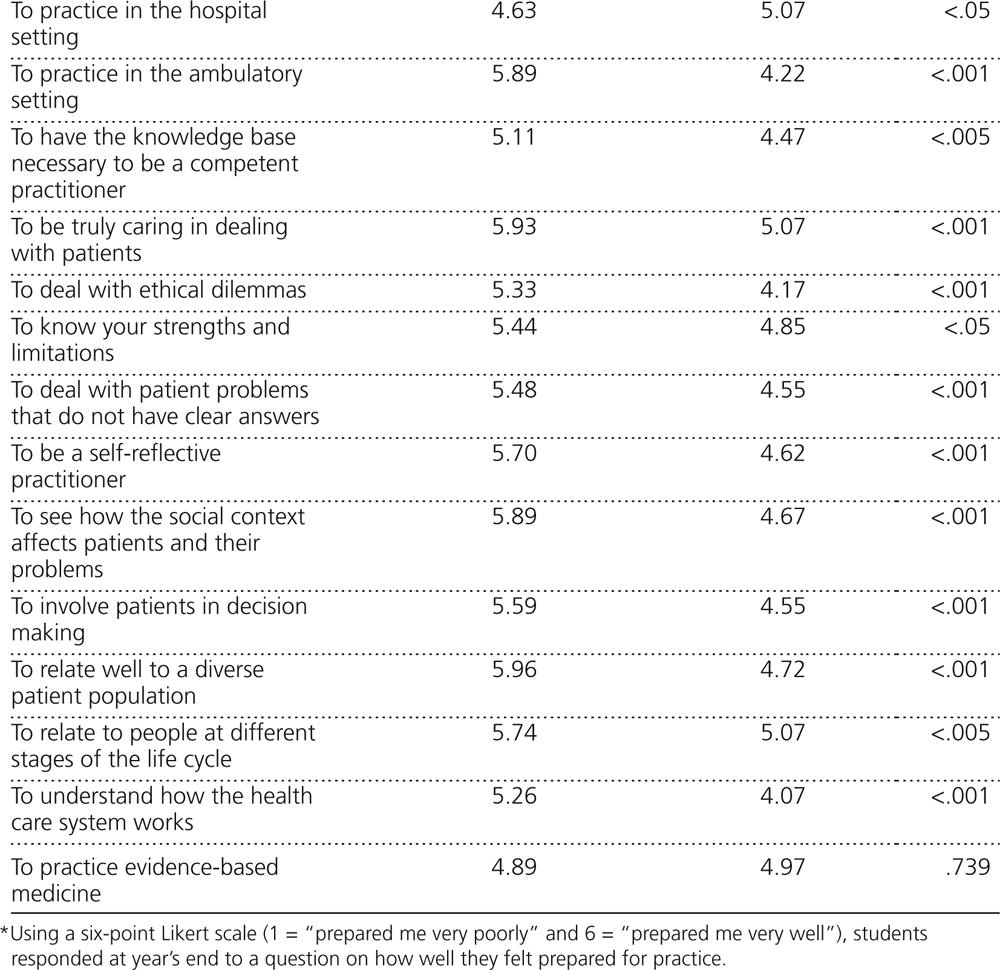 To practice in the hospital 4.63 5.07 <.05
setting
To practice in the ambulatory 5.89 4.22 <.001
setting
To have the knowledge base 5.11 4.47 <.005
necessary to be a competent
practitioner
To be truly caring in dealing 5.93 5.07 <.001
with patients
To deal with ethical dilemmas 5.33 4.17 <.001
To know your strengths and 5.44 4.85 <.05
limitations
To deal with patient problems 5.48 4.55 <.001
that do not have clear answers
To be a self-reflective 5.70 4.62 <.001
practitioner
To see how the social context 5.89 4.67 <.001
affects patients and their
problems
To involve patients in decision 5.59 4.55 <.001
making
To relate well to a diverse 5.96 4.72 <.001
patient population
To relate to people at different 5.74 5.07 <.005
stages of the life cycle
To understand how the health 5.26 4.07 <.001
care system works
To practice evidence-based 4.89 4.97 .739
medicine
*Using a six-point Likert scale (1 = “prepared me very poorly” and 6 = “prepared me very well”), students
responded at year’s end to a question on how well they felt prepared for practice.